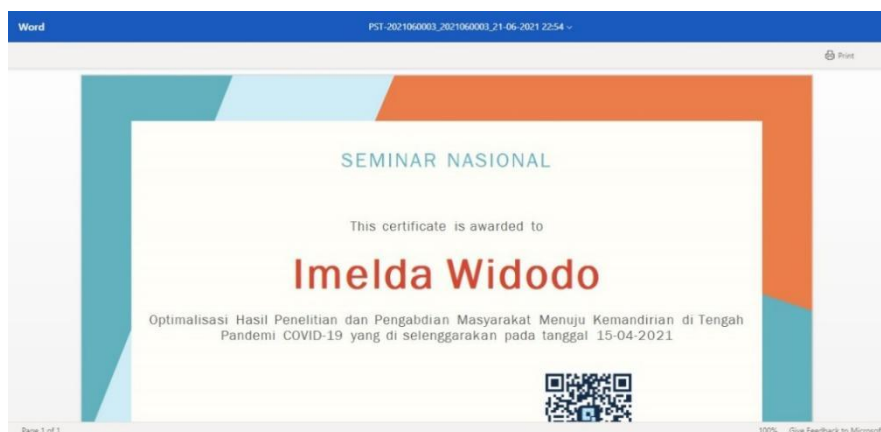 Word
PST-2021060003_2021060003_21-06-2021 22:54
Print
SEMINAR NASIONAL
This certificate is awarded to
Imelda Widodo
Optimalisasi Hasil Penelitian dan Pengabdian Masyarakat Menuju Kemandirian di Tengah
Pandemi COVID-19 yang di selenggarakan pada tanggal 15-04-2021
Page 1 of 1
100% Give Feedback to Microsoft